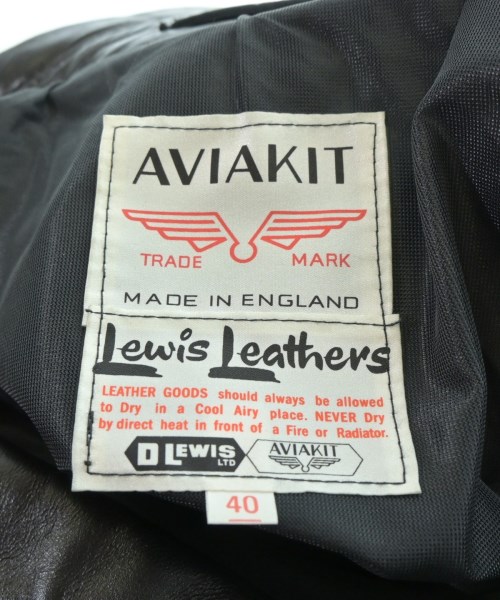 AVIAKIT
TRADE MARK
MADE IN ENGLAND
Lewis Leathers
LEATHER GOODS should always be allowed
to Dry in a Cool Airy place. NEVER Dry
by direct heat in front of a Fire or Radiator.
D LEWIS LTD AVIAKIT
40